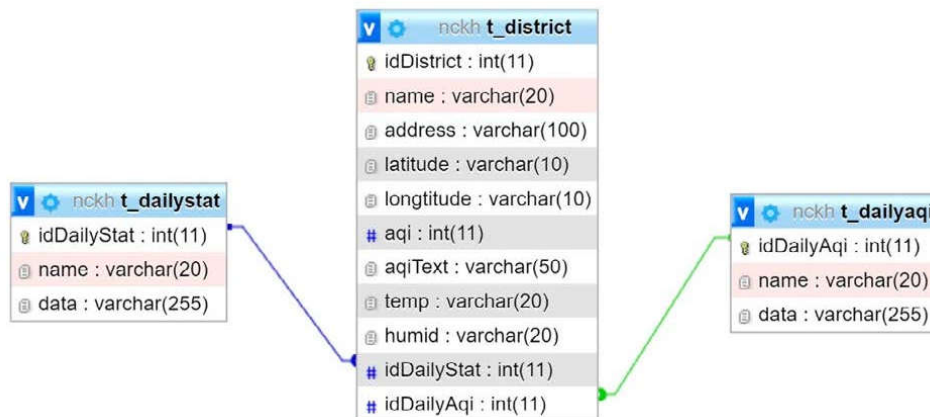 nckh t_dailystat
idDailyStat : int(11)
name : varchar(20)
data : varchar(255)
nckh t_district
idDistrict : int(11)
name : varchar(20)
address : varchar(100)
latitude : varchar(10)
longtitude : varchar(10)
aqi : int(11)
aqiText : varchar(50)
temp : varchar(20)
humid : varchar(20)
idDailyStat : int(11)
idDailyAqi : int(11)
nckh t_dailyaqi
idDailyAqi : int(11)
name : varchar(20)
data : varchar(255)